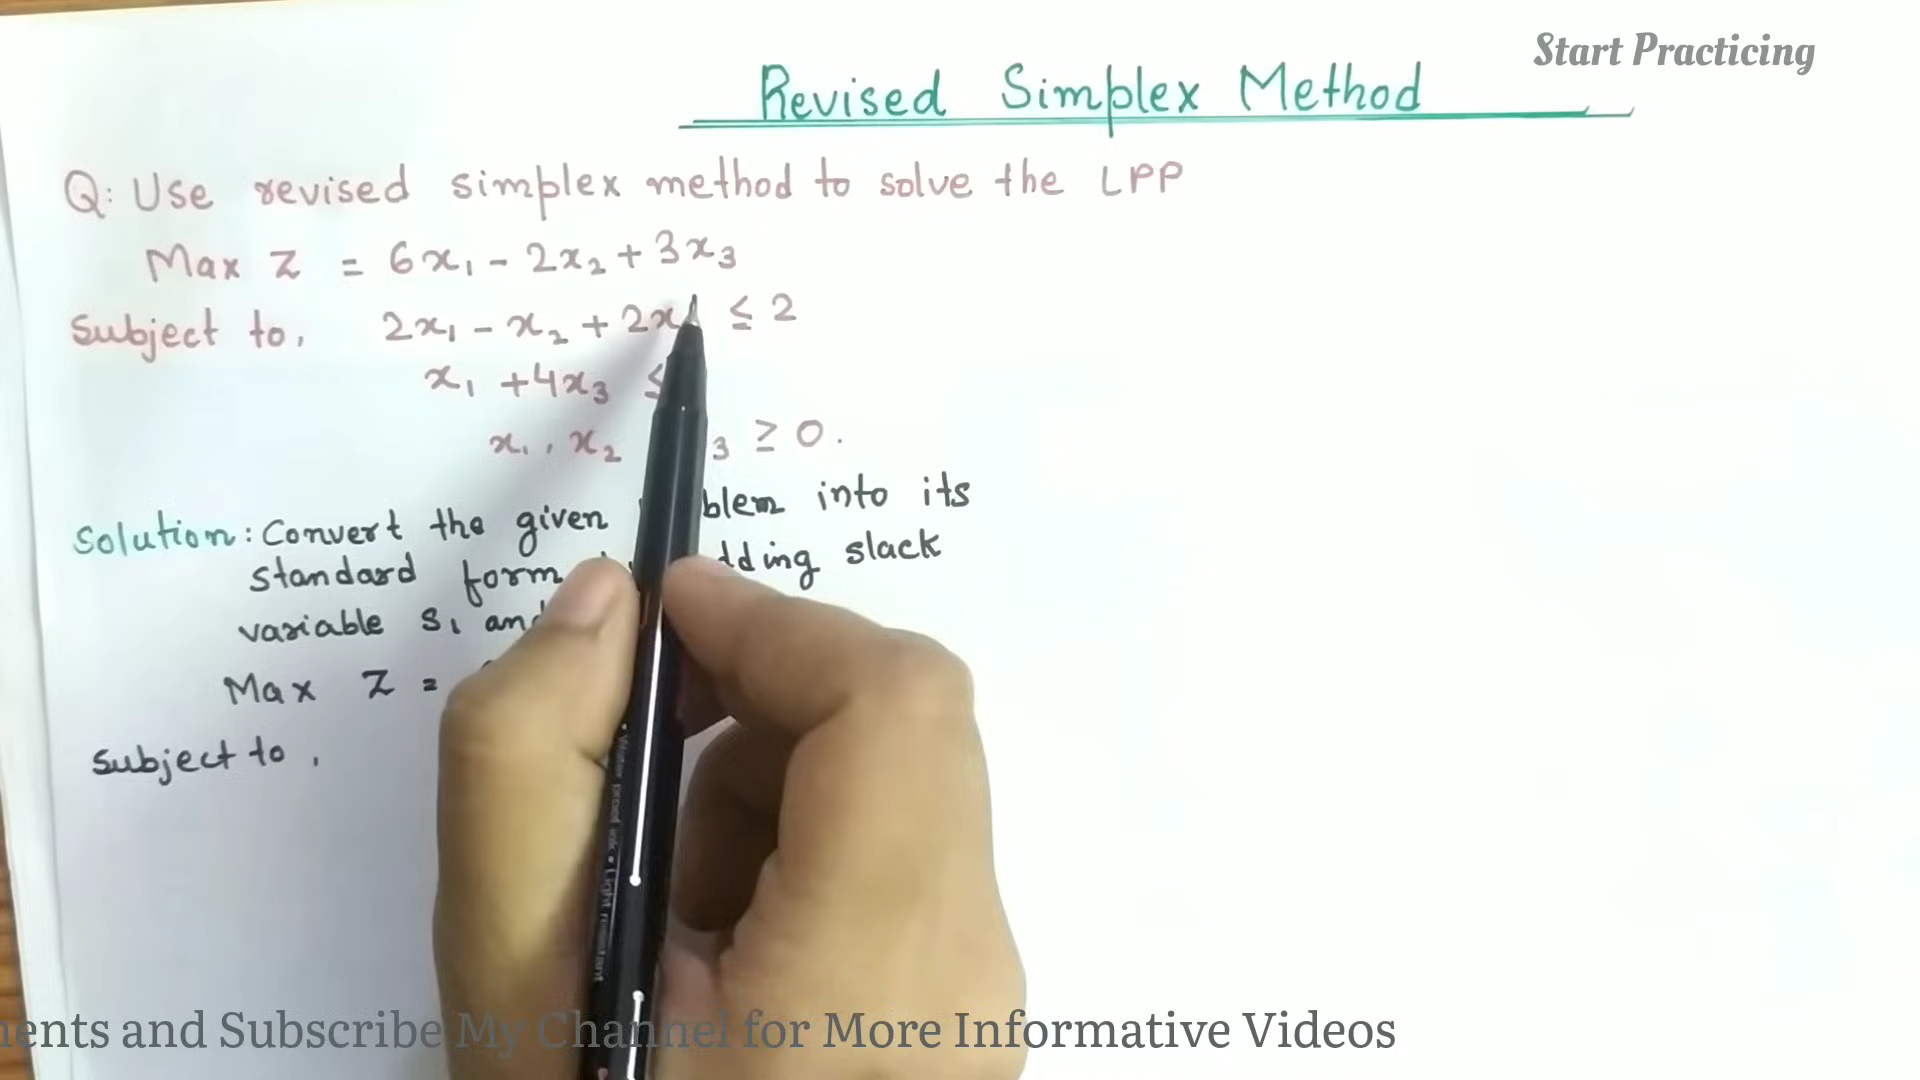 Start Practicing
Revised Simplex Method
Q: Use revised simplex method to solve the LPP
Max Z = 6x₁ - 2x₂ + 3x₃
Subject to, 2x₁ - x₂ + 2x ≤ 2
x₁ + 4x₃ ≤
x₁, x₂ ₃ ≥ 0.
Solution: Convert the given blem into its
standard form dding slack
variable s₁ and
Max Z =
Subject to,
ents and Subscribe My Channel for More Informative Videos